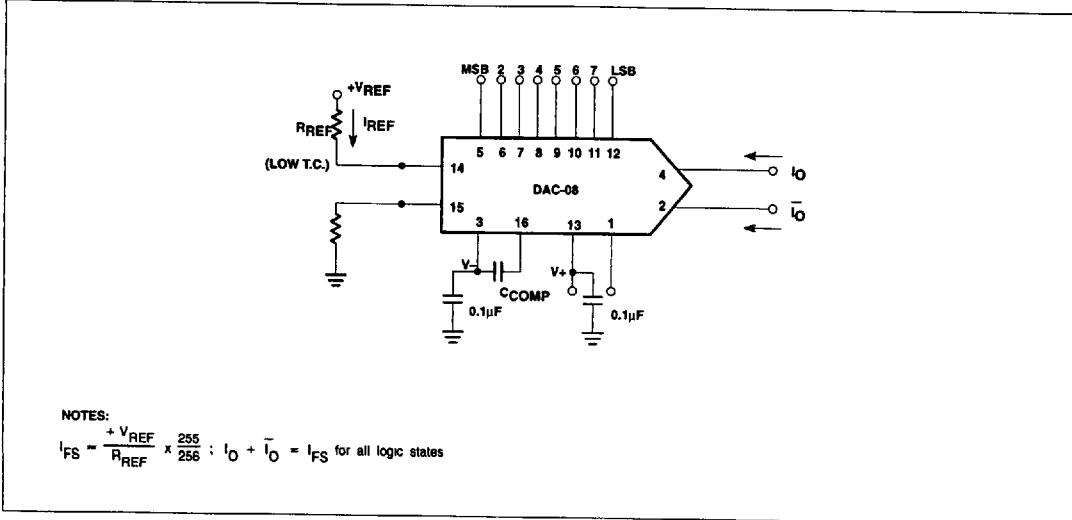 MSB 2 3 4 5 6 7 LSB
+VREF
RREF
IREF
(LOW T.C.)
5 6 7 8 9 10 11 12
14
4
IO
DAC-08
15
2
I̅O
3 16 13 1
V–
CCOMP
V+
0.1µF
0.1µF
NOTES:
IFS = +VREF / RREF x 255 / 256 ; IO + I̅O = IFS for all logic states